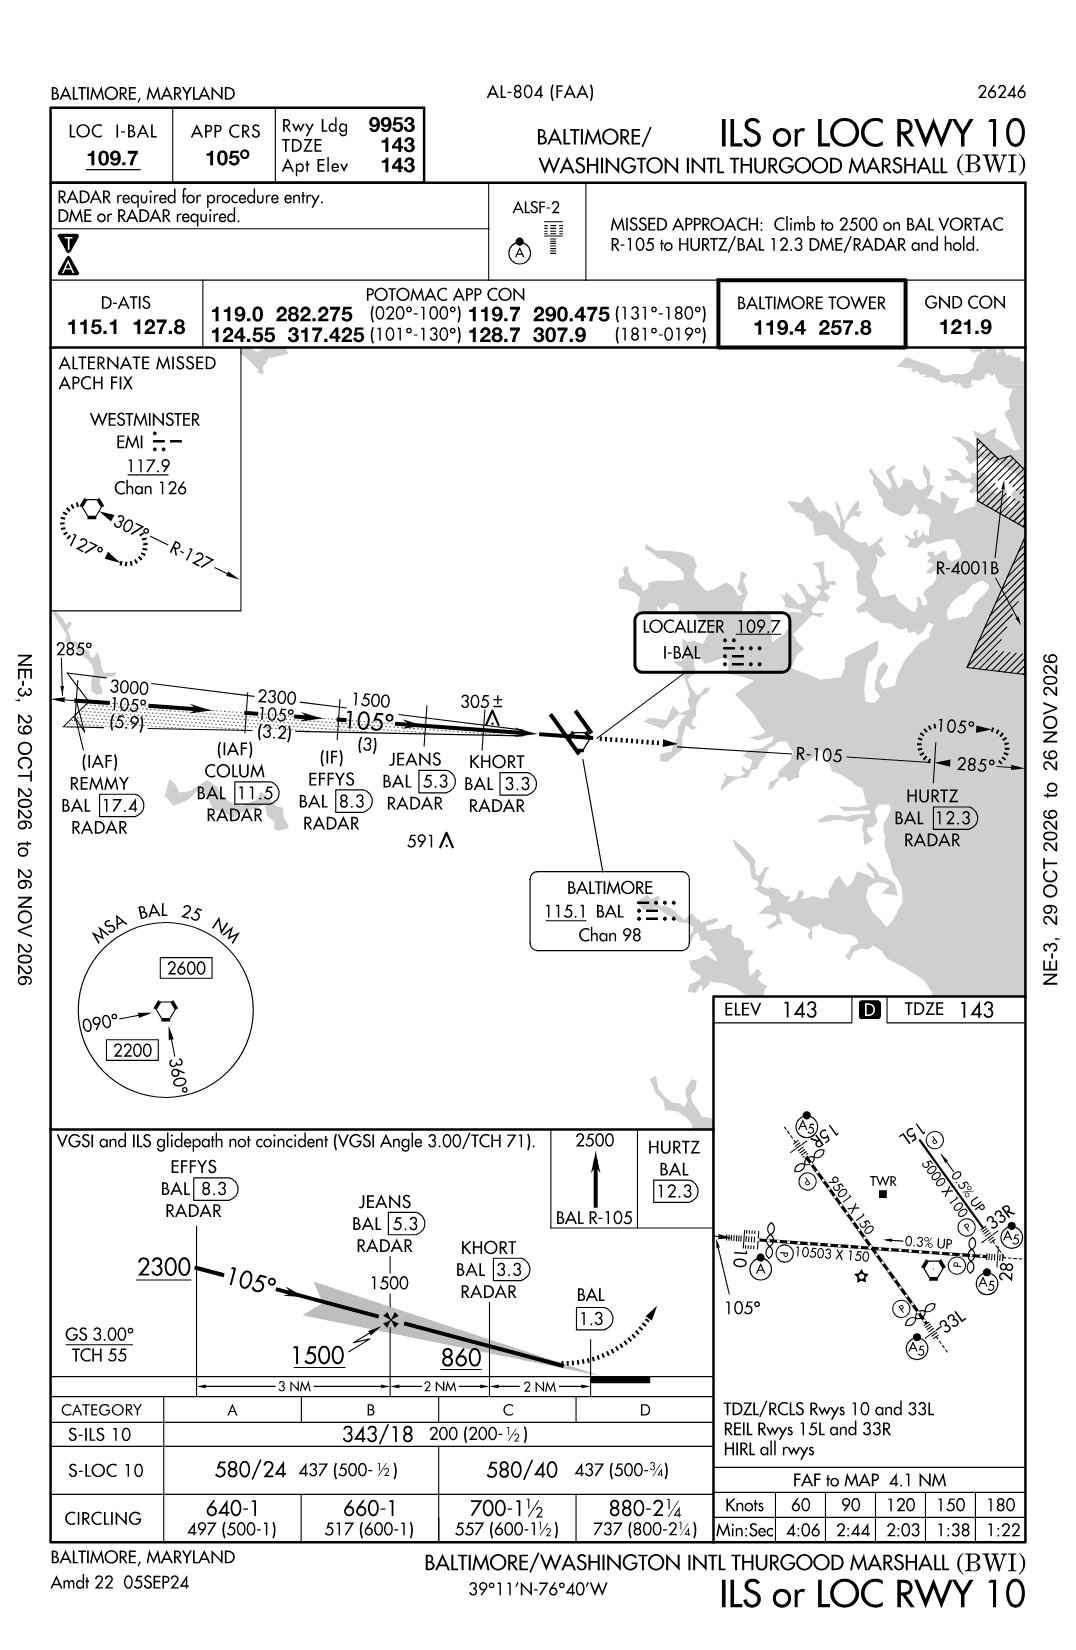 BALTIMORE, MARYLAND
AL-804 (FAA)
26246
LOC I-BAL
109.7
APP CRS
105°
Rwy Ldg 9953
TDZE 143
Apt Elev 143
BALTIMORE/
WASHINGTON INTL THURGOOD MARSHALL (BWI)
ILS or LOC RWY 10
RADAR required for procedure entry.
DME or RADAR required.
T
A
ALSF-2
A
MISSED APPROACH: Climb to 2500 on BAL VORTAC
R-105 to HURTZ/BAL 12.3 DME/RADAR and hold.
D-ATIS
115.1 127.8
POTOMAC APP CON
119.0 282.275 (020°-100°) 119.7 290.475 (131°-180°)
124.55 317.425 (101°-130°) 128.7 307.9 (181°-019°)
BALTIMORE TOWER
119.4 257.8
GND CON
121.9
ALTERNATE MISSED
APCH FIX
WESTMINSTER
EMI
117.9
Chan 126
307°
127°
R-127
R-4001B
LOCALIZER 109.7
I-BAL
285°
3000
105°
(5.9)
2300
105°
(3.2)
1500
105°
(3)
305±
(IAF)
REMMY
BAL 17.4
RADAR
(IAF)
COLUM
BAL 11.5
RADAR
(IF)
EFFYS
BAL 8.3
RADAR
JEANS
BAL 5.3
RADAR
KHORT
BAL 3.3
RADAR
591
R-105
105°
285°
HURTZ
BAL 12.3
RADAR
BALTIMORE
115.1 BAL
Chan 98
MSA BAL 25 NM
2600
090°
2200
360°
NE-3, 29 OCT 2026 to 26 NOV 2026
NE-3, 29 OCT 2026 to 26 NOV 2026
ELEV 143
D
TDZE 143
A5
15R
P
9501 X 150
TWR
15L
P
5000 X 100
0.5% UP
P
33R
A5
10
A
P
10503 X 150
0.3% UP
P
28
A5
P
33L
A5
105°
TDZL/RCLS Rwys 10 and 33L
REIL Rwys 15L and 33R
HIRL all rwys
FAF to MAP 4.1 NM
Knots 60 90 120 150 180
Min:Sec 4:06 2:44 2:03 1:38 1:22
VGSI and ILS glidepath not coincident (VGSI Angle 3.00/TCH 71).
2500
BAL R-105
HURTZ
BAL
12.3
EFFYS
BAL 8.3
RADAR
JEANS
BAL 5.3
RADAR
1500
KHORT
BAL 3.3
RADAR
BAL
1.3
2300
105°
GS 3.00°
TCH 55
1500
860
3 NM
2 NM
2 NM
CATEGORY A B C D
S-ILS 10 343/18 200 (200-½)
S-LOC 10 580/24 437 (500-½) 580/40 437 (500-¾)
CIRCLING
640-1
497 (500-1)
660-1
517 (600-1)
700-1½
557 (600-1½)
880-2¼
737 (800-2¼)
BALTIMORE, MARYLAND
Amdt 22 05SEP24
39°11'N-76°40'W
BALTIMORE/WASHINGTON INTL THURGOOD MARSHALL (BWI)
ILS or LOC RWY 10